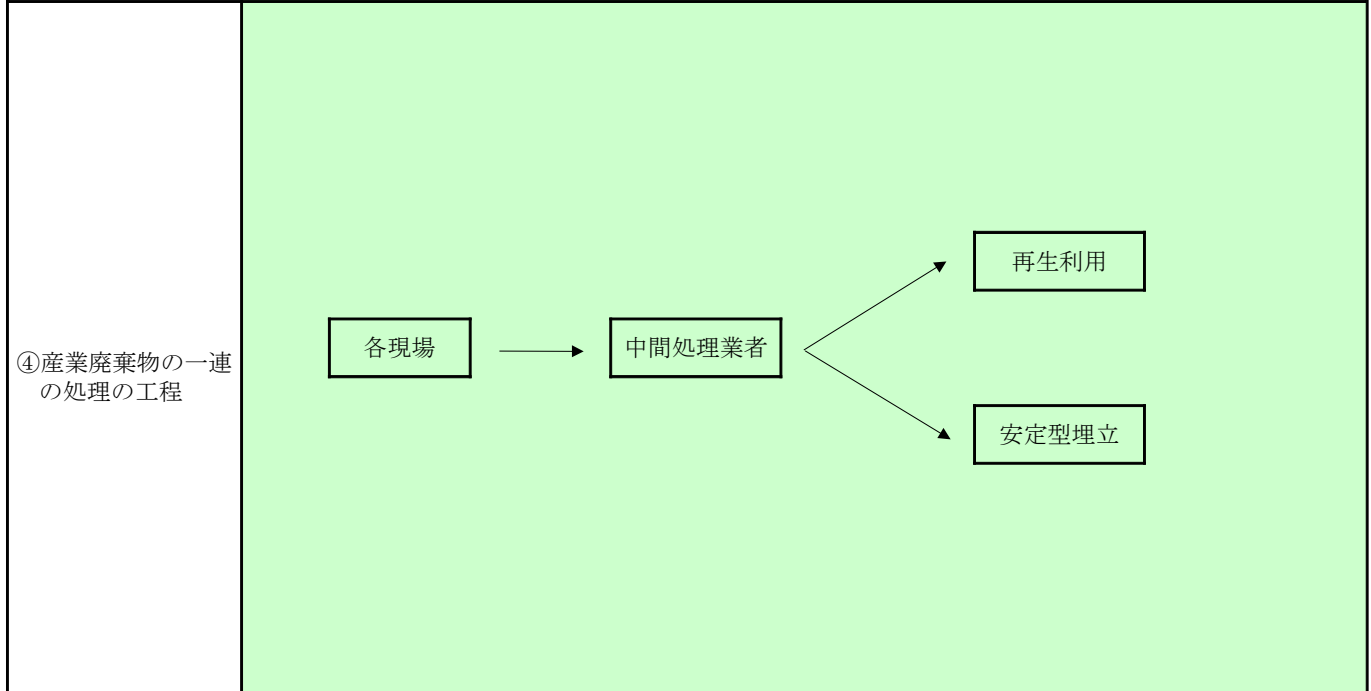 ④産業廃棄物の一連
の処理の工程
各現場
中間処理業者
再生利用
安定型埋立